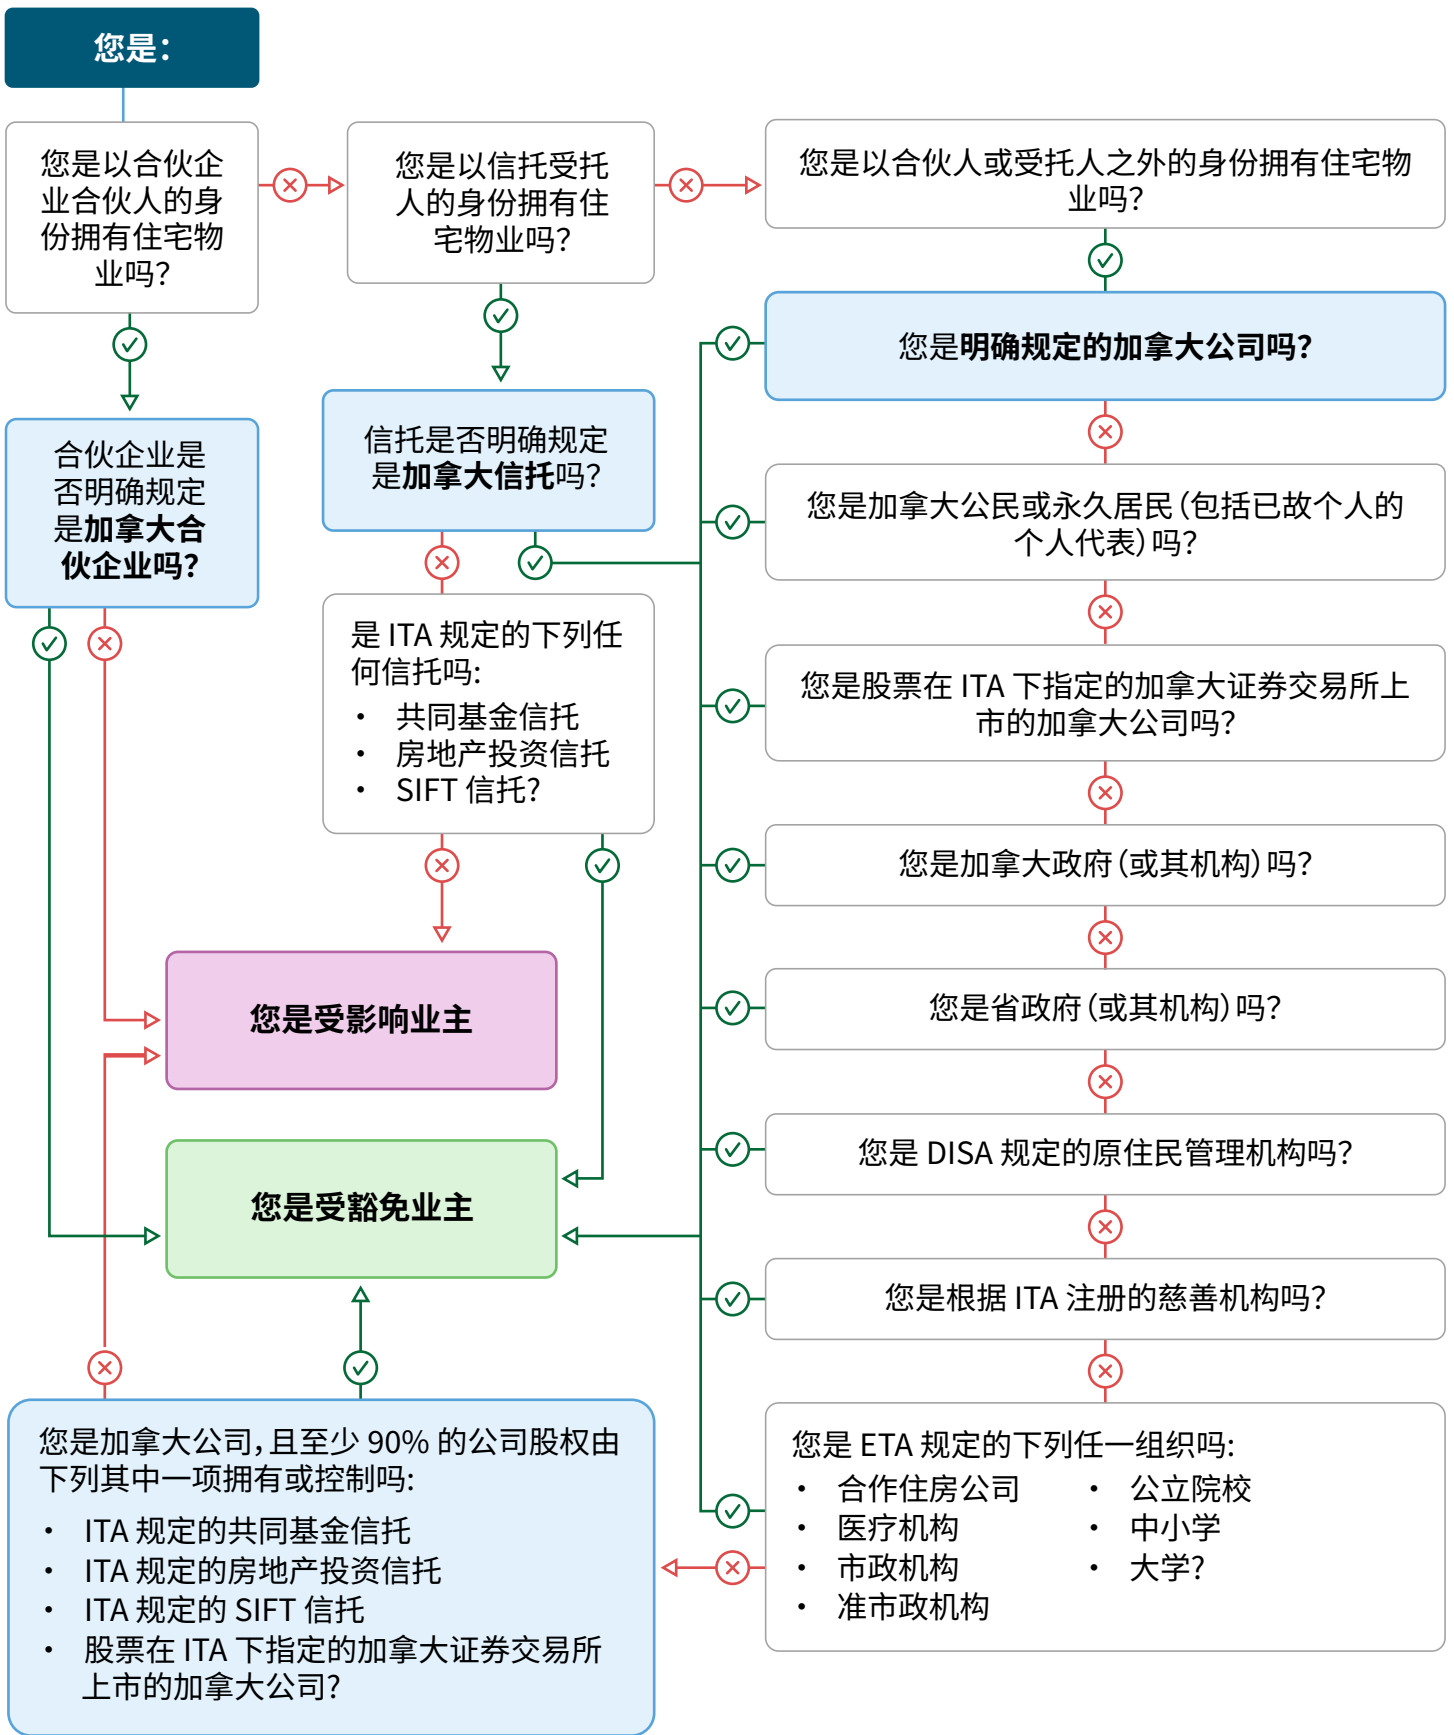 您是：
您是以合伙企
业合伙人的身
份拥有住宅物
业吗？
您是以信托受托
人的身份拥有住
宅物业吗？
您是以合伙人或受托人之外的身份拥有住宅物
业吗？
您是明确规定的加拿大公司吗？
合伙企业是
否明确规定
是加拿大合
伙企业吗？
信托是否明确规定
是加拿大信托吗？
您是加拿大公民或永久居民（包括已故个人的
个人代表）吗？
是 ITA 规定的下列任
何信托吗：
• 共同基金信托
• 房地产投资信托
• SIFT 信托？
您是股票在 ITA 下指定的加拿大证券交易所上
市的加拿大公司吗？
您是加拿大政府（或其机构）吗？
您是受影响业主
您是省政府（或其机构）吗？
您是 DISA 规定的原住民管理机构吗？
您是受豁免业主
您是根据 ITA 注册的慈善机构吗？
您是 ETA 规定的下列任一组织吗：
• 合作住房公司
• 医疗机构
• 市政机构
• 准市政机构
• 公立院校
• 中小学
• 大学？
您是加拿大公司，且至少 90% 的公司股权由
下列其中一项拥有或控制吗：
• ITA 规定的共同基金信托
• ITA 规定的房地产投资信托
• ITA 规定的 SIFT 信托
• 股票在 ITA 下指定的加拿大证券交易所
上市的加拿大公司？